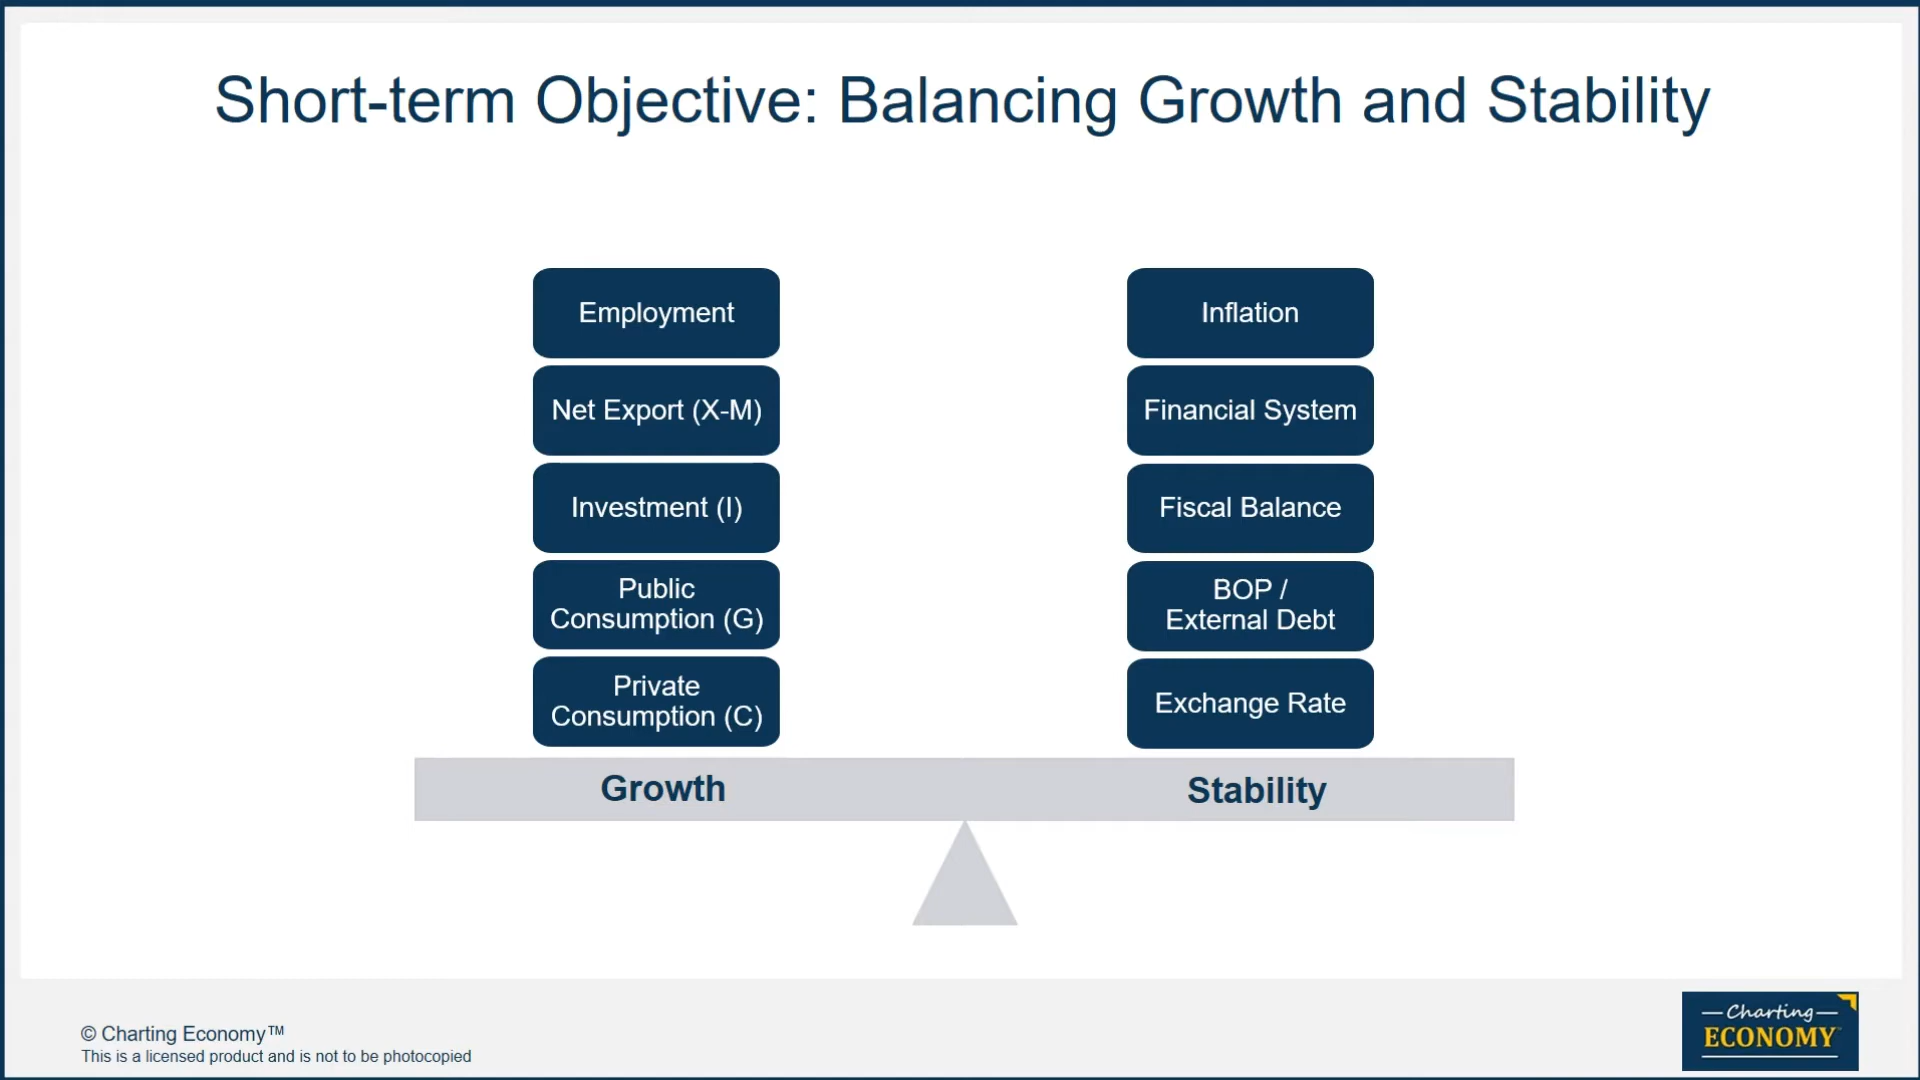 Short-term Objective: Balancing Growth and Stability
Employment
Net Export (X-M)
Investment (I)
Public
Consumption (G)
Private
Consumption (C)
Growth
Inflation
Financial System
Fiscal Balance
BOP /
External Debt
Exchange Rate
Stability
© Charting Economy™
This is a licensed product and is not to be photocopied
Charting
ECONOMY